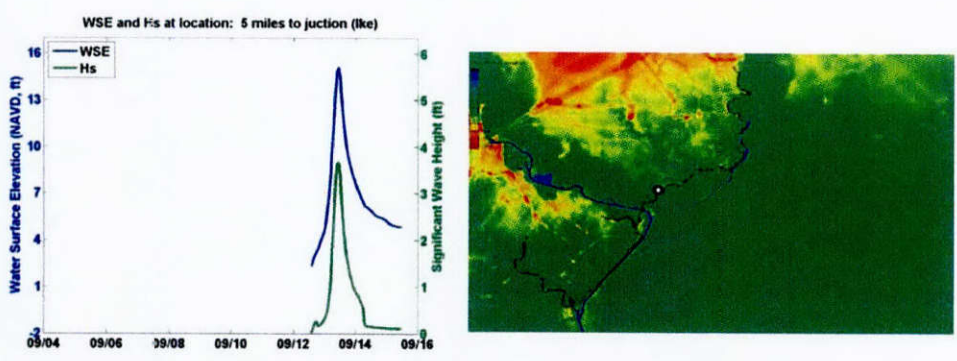 WSE and Hs at location: 5 miles to juction (Ike)
WSE
Hs
Water Surface Elevation (NAVD, ft)
16
13
10
7
4
1
-2
Significant Wave Height (ft)
6
5
4
3
2
1
0
09/04 09/06 09/08 09/10 09/12 09/14 09/16